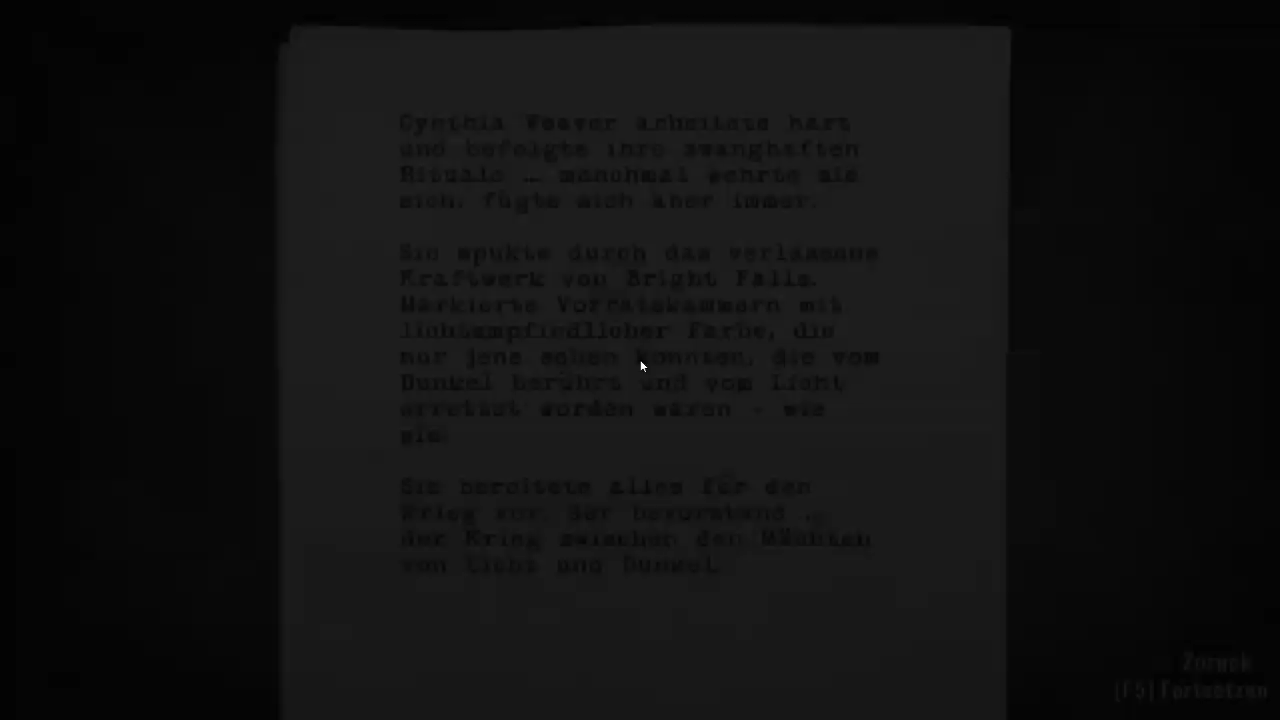 Cynthia Weaver arbeitete hart
und befolgte ihre zwanghaften
Rituale … manchmal wehrte sie
sich, fügte sich aber immer.
Sie spukte durch das verlassene
Kraftwerk von Bright Falls.
Markierte Vorratskammern mit
lichtempfindlicher Farbe, die
nur jene sehen konnten, die vom
Dunkel berührt und vom Licht
errettet worden waren - wie
sie.
Sie bereitete alles für den
Krieg vor, der bevorstand …
der Krieg zwischen den Mächten
von Licht und Dunkel.
Zurück
[F5] Fortsetzen